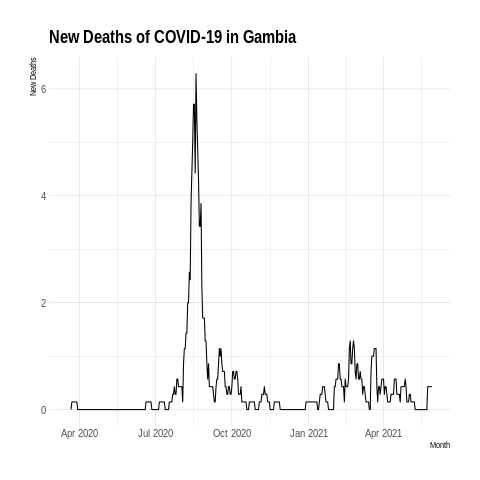 New Deaths of COVID-19 in Gambia
New Deaths
6
4
2
0
Apr 2020 Jul 2020 Oct 2020 Jan 2021 Apr 2021
Month